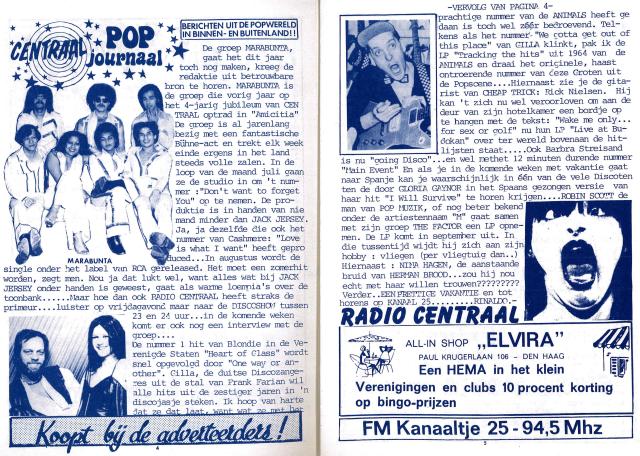 CENTRAAL POP
journaal
BERICHTEN UIT DE POPWERELD
IN BINNEN- EN BUITENLAND!!
De groep MARABUNTA,
gaat het dit jaar
toch nog maken, kreeg de
redaktie uit betrouwbare
bron te horen. MARABUNTA is
de groep die vorig jaar op
het 4-jarig jubileum van CEN
TRAAL optrad in "Amicitia"
De groep is al jarenlang
bezig met een fantastische
Bühne-act en trekt elk week
einde ergens in het land
steeds volle zalen. In de
loop van de maand juli gaan
ze de studio in om 't num-
mer :"Don't want to forget
You" op te nemen. De pro-
duktie is in handen van nie
mand minder dan JACK JERSEY.
Ja, ja dezelfde die ook het
nummer van Cashmere: "Love
is what I want" heeft gepro
MARABUNTA
duced...In augustus wordt de
single onder het label van RCA gereleased. Het moet een zomerhit
worden, zegt men. Nou ja dat lukt wel, want alles wat bij JACK
JERSEY onder handen is geweest, gaat als warme loempia's over de
toonbank......Maar hoe dan ook RADIO CENTRAAL heeft straks de
primeur....luister op vrijdagavond maar naar de DISCOSHOW tussen
23 en 24 uur...in de komende weken
komt er ook nog een interview met de
groep....
De nummer 1 hit van Blondie in de Ve
renigde Staten "Heart of Glass" wordt
snel opgevolgd door "One way or an-
other". Gilla, de duitse Discozange-
res uit de stal van Frank Farian wil
alle hits uit de zestiger jaren in 'n
discojasje steken. Ik hoop van harte
dat ze dat laat, want wat ze met het
Koopt bij de adverteerders!
4
-VERVOLG VAN PAGINA 4-
prachtige nummer van de ANIMALS heeft ge
daan is toch wel zóér bedroevend. Tel-
kens als het nummer "We gotta get out of
this place" van GILLA klinkt, pak ik de
LP "Tracking the hits" uit 1964 van de
ANIMALS en draai het originele, haast
ontroerende nummer van deze Groten uit
de Popscene....Hiernaast zie je de gita-
rist van CHEAP TRICK: Rick Nielsen. Hij
kan 't zich nu wel veroorloven om aan de
deur van zijn hotelkamer een bordje op
te hangen met de tekst: "Wake me only...
for sex or golf" nu hun LP "Live at Bu-
dokan" over ter wereld bovenaan de hit-
lijsten staat.....Ook Barbra Streisand
is nu "going Disco"...en wel methet 12 minuten durende nummer
"Main Event" En als je in de komende weken met vakantie gaat
naar Spanje kan je waarschijnlijk in één van de vele Discoten
ten de door GLORIA GAYNOR in het Spaans gezongen versie van
haar hit "I Will Survive" te horen krijgen....ROBIN SCOTT de
man van POP MUZIK, of nog beter bekend
onder de artiestennaam "M" gaat samen
met zijn groep THE FACTOR een LP opne-
men. De LP komt in september uit. In
die tussentijd wijdt hij zich aan zijn
hobby : vliegen (per vliegtuig dan..)
Hiernaast : NINA HAGEN, de aanstaande
bruid van HERMAN BROOD....zou hij nou
echt met haar willen trouwen??????????
Verder..EEN PRETTIGE VAKANTIE en tot
horens op KANAAL 25.........RINALDO.-
RADIO CENTRAAL
ALL-IN SHOP „ELVIRA"
PAUL KRUGERLAAN 106 - DEN HAAG
Een HEMA in het klein
Verenigingen en clubs 10 procent korting
op bingo-prijzen
FM Kanaaltje 25 - 94,5 Mhz
5